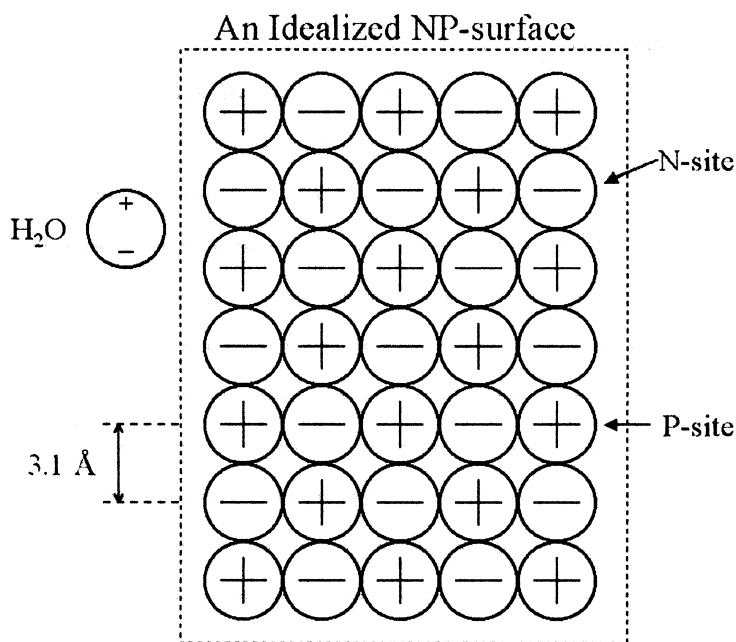 An Idealized NP-surface
+ − + − +
N-site
− + − + −
H₂O
+
−
+ − + − +
− + − + −
+ − + − +
P-site
3.1 Å
− + − + −
+ − + − +